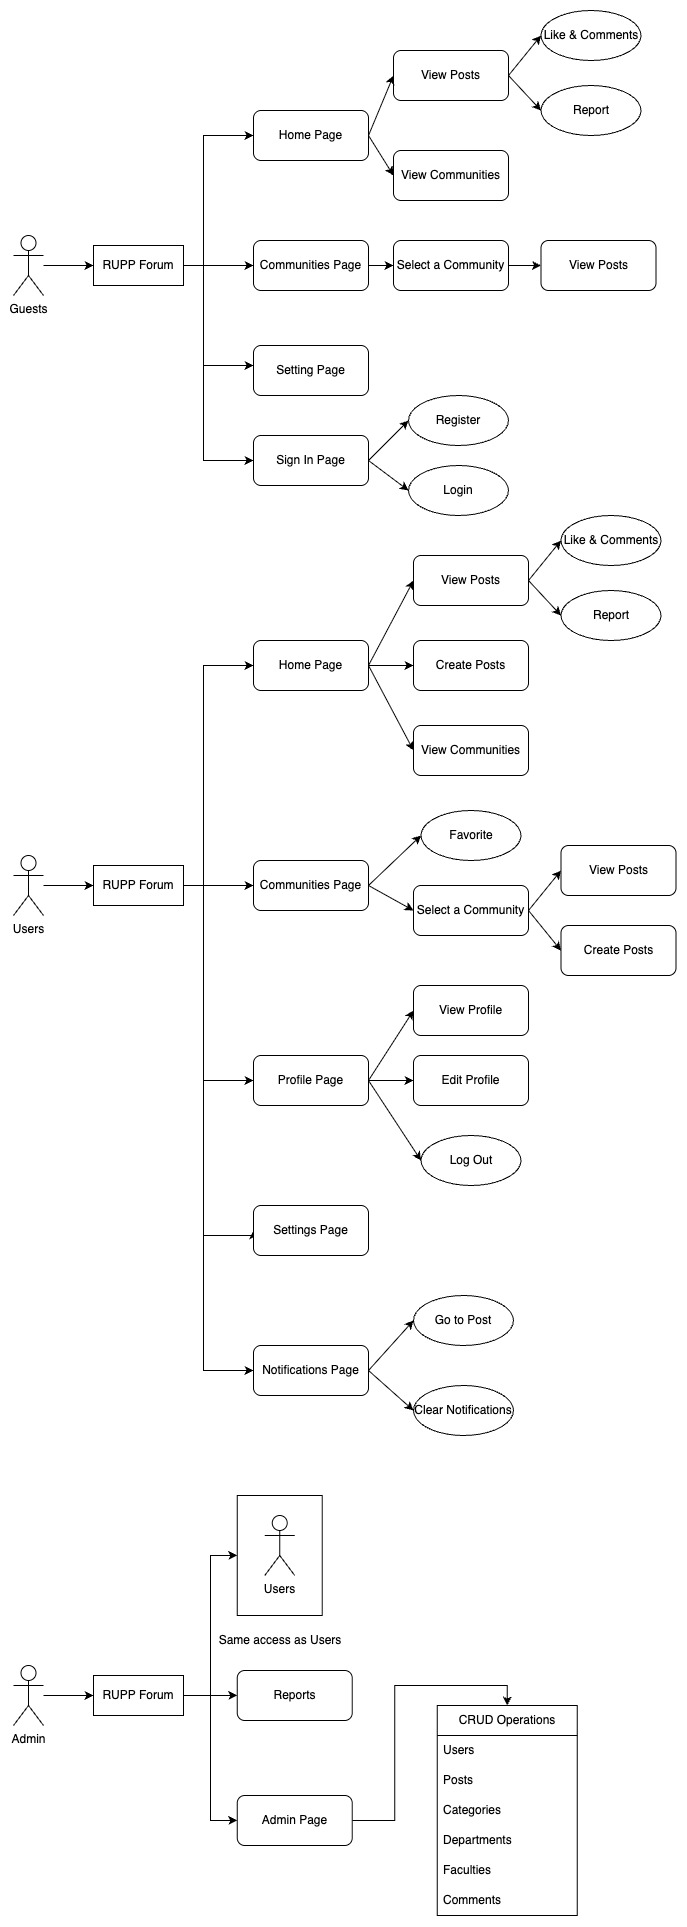 Like & Comments
View Posts
Report
Home Page
View Communities
Guests
RUPP Forum
Communities Page
Select a Community
View Posts
Setting Page
Sign In Page
Register
Login
Like & Comments
View Posts
Report
Home Page
Create Posts
View Communities
Users
RUPP Forum
Communities Page
Favorite
Select a Community
View Posts
Create Posts
Profile Page
View Profile
Edit Profile
Log Out
Settings Page
Notifications Page
Go to Post
Clear Notifications
Users
Same access as Users
Admin
RUPP Forum
Reports
Admin Page
CRUD Operations
Users
Posts
Categories
Departments
Faculties
Comments